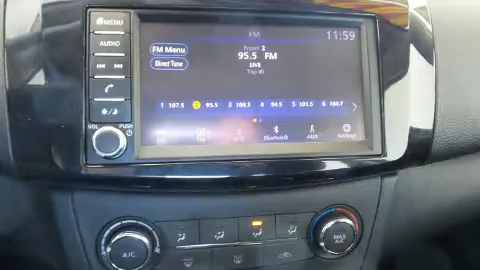 MENU
FM
11:59
AUDIO
FM Menu
Direct Tune
Preset 2
95.5 FM
LIVE
Top 40
1 107.5 2 95.5 3 100.3 4 94.5 5 101.5 6 104.7
VOL PUSH
Bluetooth AUX Settings
A/C
MAX A/C